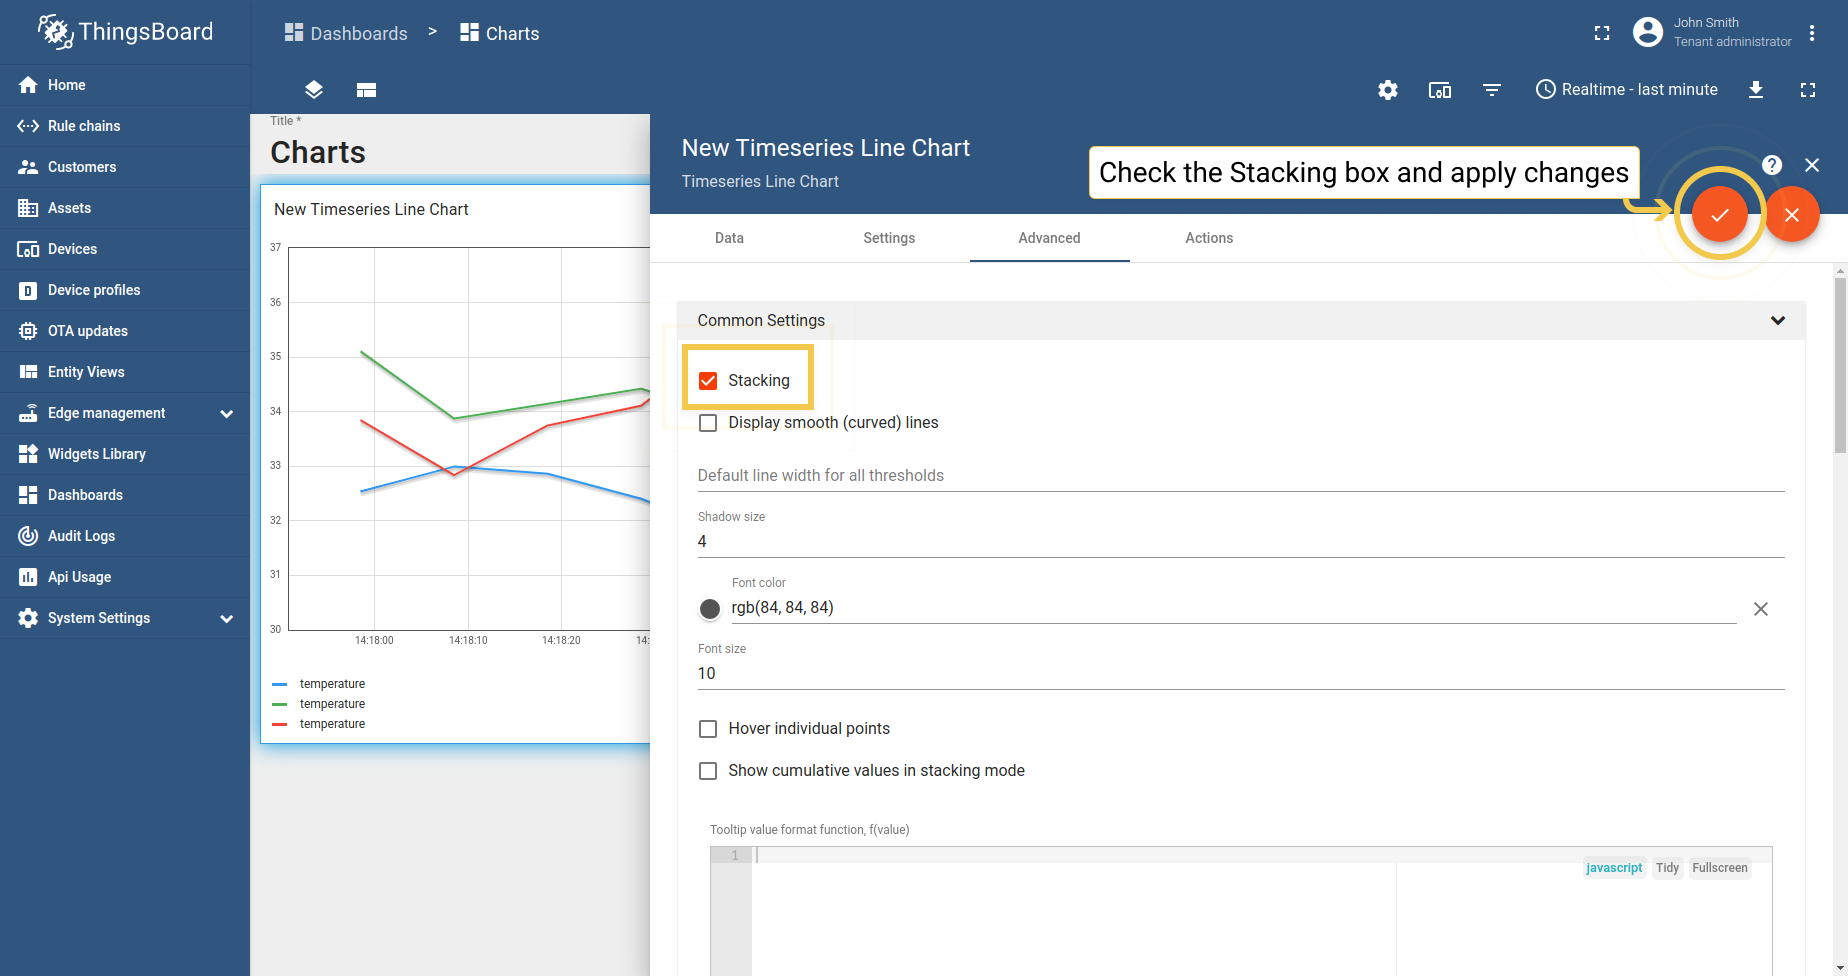 ThingsBoard
Dashboards > Charts
John Smith
Tenant administrator
Home
Rule chains
Customers
Assets
Devices
Device profiles
OTA updates
Entity Views
Edge management
Widgets Library
Dashboards
Audit Logs
Api Usage
System Settings
Realtime - last minute
Title *
Charts
New Timeseries Line Chart
37
36
35
34
33
32
31
30
14:18:00 14:18:10 14:18:20 14:
temperature
temperature
temperature
New Timeseries Line Chart
Timeseries Line Chart
Check the Stacking box and apply changes
Data Settings Advanced Actions
Common Settings
Stacking
Display smooth (curved) lines
Default line width for all thresholds
Shadow size
4
Font color
rgb(84, 84, 84)
Font size
10
Hover individual points
Show cumulative values in stacking mode
Tooltip value format function, f(value)
1
javascript Tidy Fullscreen